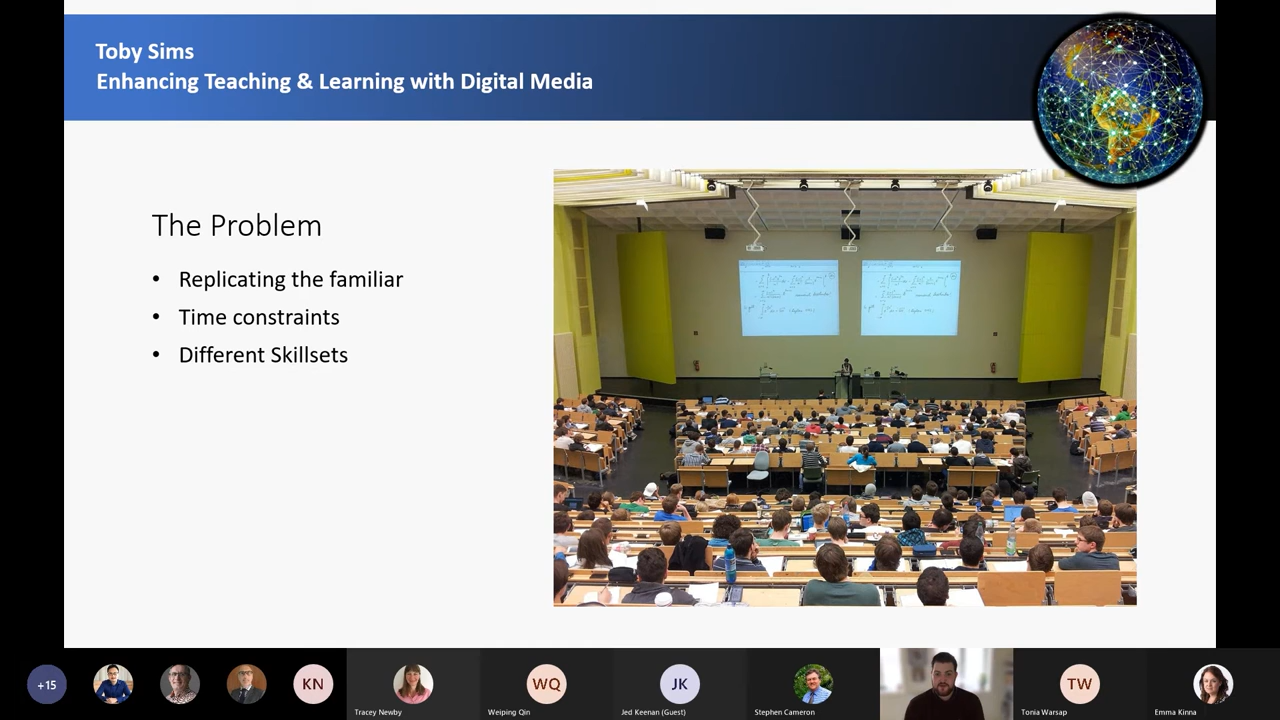 Toby Sims
Enhancing Teaching & Learning with Digital Media
The Problem
• Replicating the familiar
• Time constraints
• Different Skillsets
+15
KN
Tracey Newby
WQ
Weiping Qin
JK
Jed Keenan (Guest)
Stephen Cameron
TW
Tonia Warsap
Emma Kinna